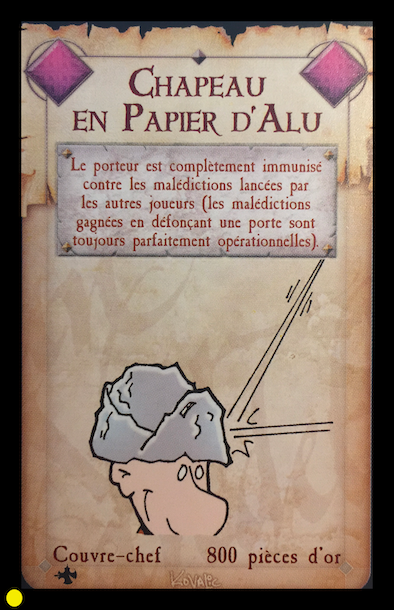 Chapeau
en Papier d'Alu
Le porteur est complètement immunisé
contre les malédictions lancées par
les autres joueurs (les malédictions
gagnées en défonçant une porte sont
toujours parfaitement opérationnelles).
Couvre-chef 800 pièces d'or
Kovalic